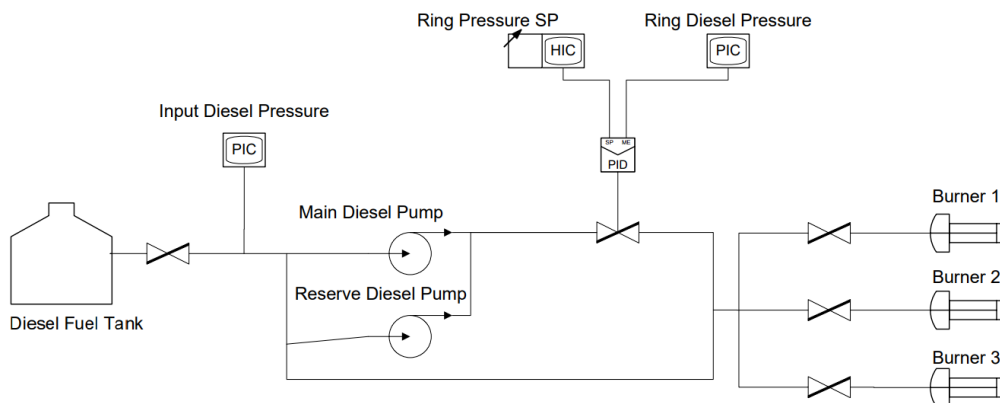 Ring Pressure SP
Ring Diesel Pressure
HIC
PIC
Input Diesel Pressure
PIC
SP ME
PID
Burner 1
Main Diesel Pump
Burner 2
Reserve Diesel Pump
Diesel Fuel Tank
Burner 3